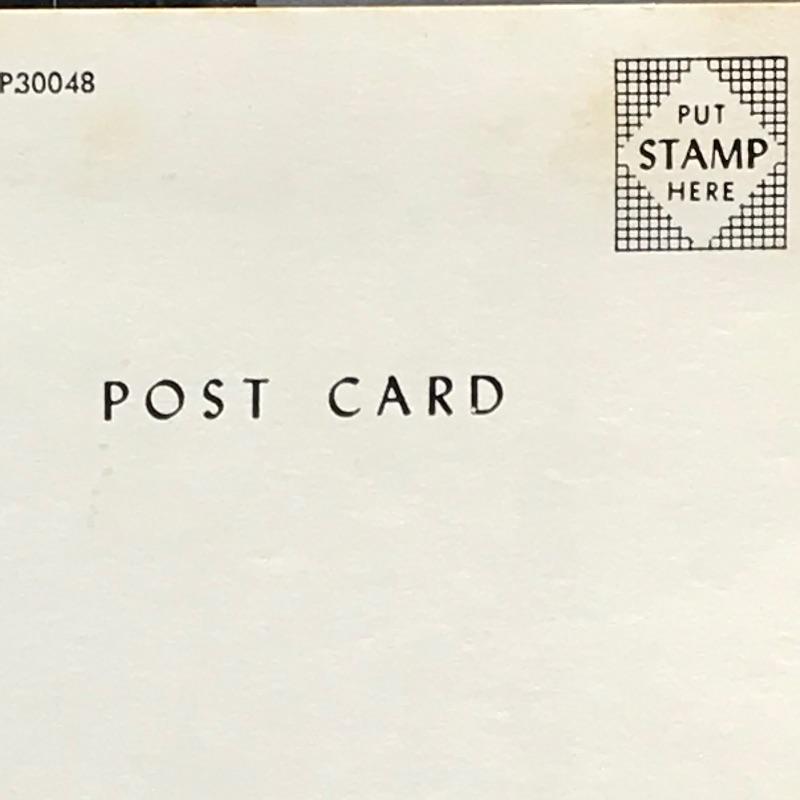 P30048
PUT
STAMP
HERE
POST CARD